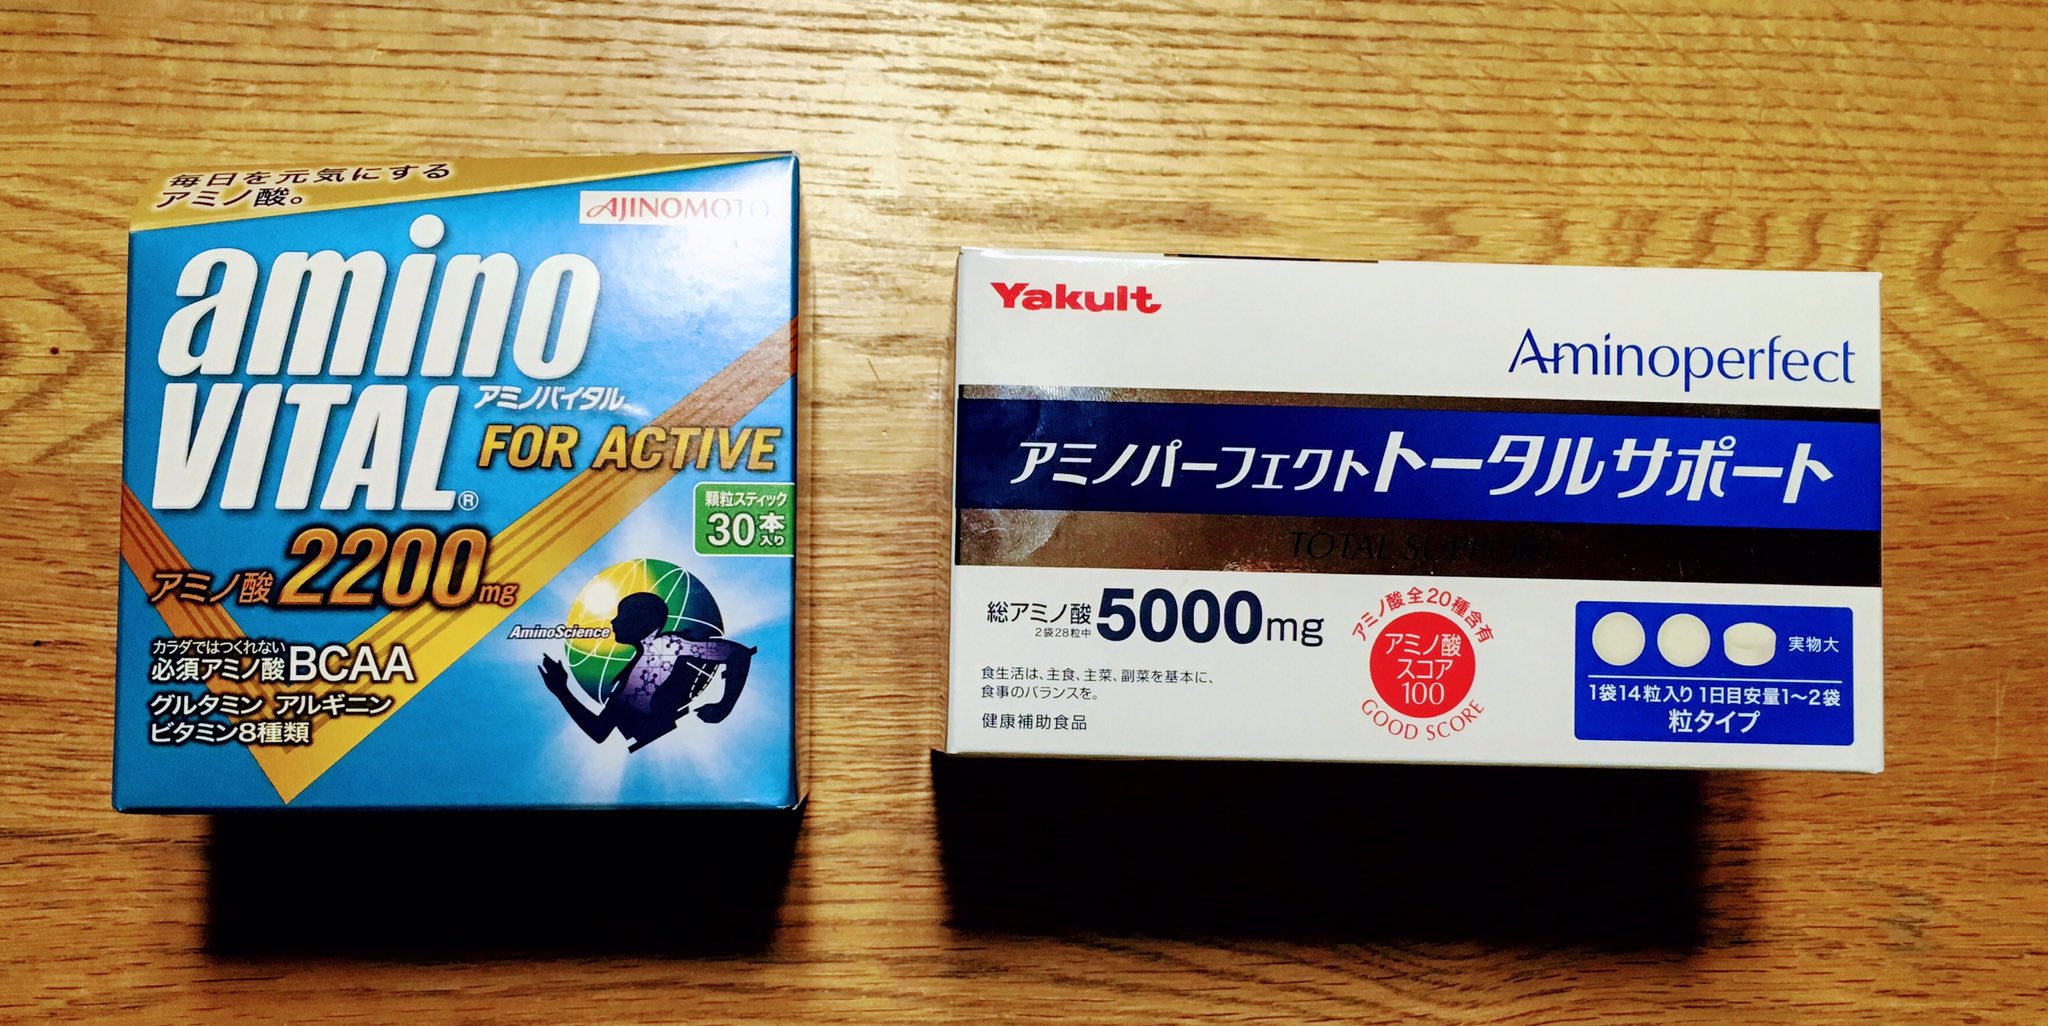 毎日を元気にする
アミノ酸。
AJINOMOTO
amino
VITAL®
アミノバイタル
FOR ACTIVE
顆粒スティック
30本
入り
アミノ酸2200mg
AminoScience
カラダではつくれない
必須アミノ酸BCAA
グルタミン アルギニン
ビタミン8種類
Yakult
Aminoperfect
アミノパーフェクトトータルサポート
TOTAL SUPPORT
総アミノ酸5000mg
2袋28粒中
食生活は、主食、主菜、副菜を基本に、
食事のバランスを。
健康補助食品
アミノ酸全20種含有
アミノ酸
スコア
100
GOOD SCORE
実物大
1袋14粒入り 1日目安量1〜2袋
粒タイプ